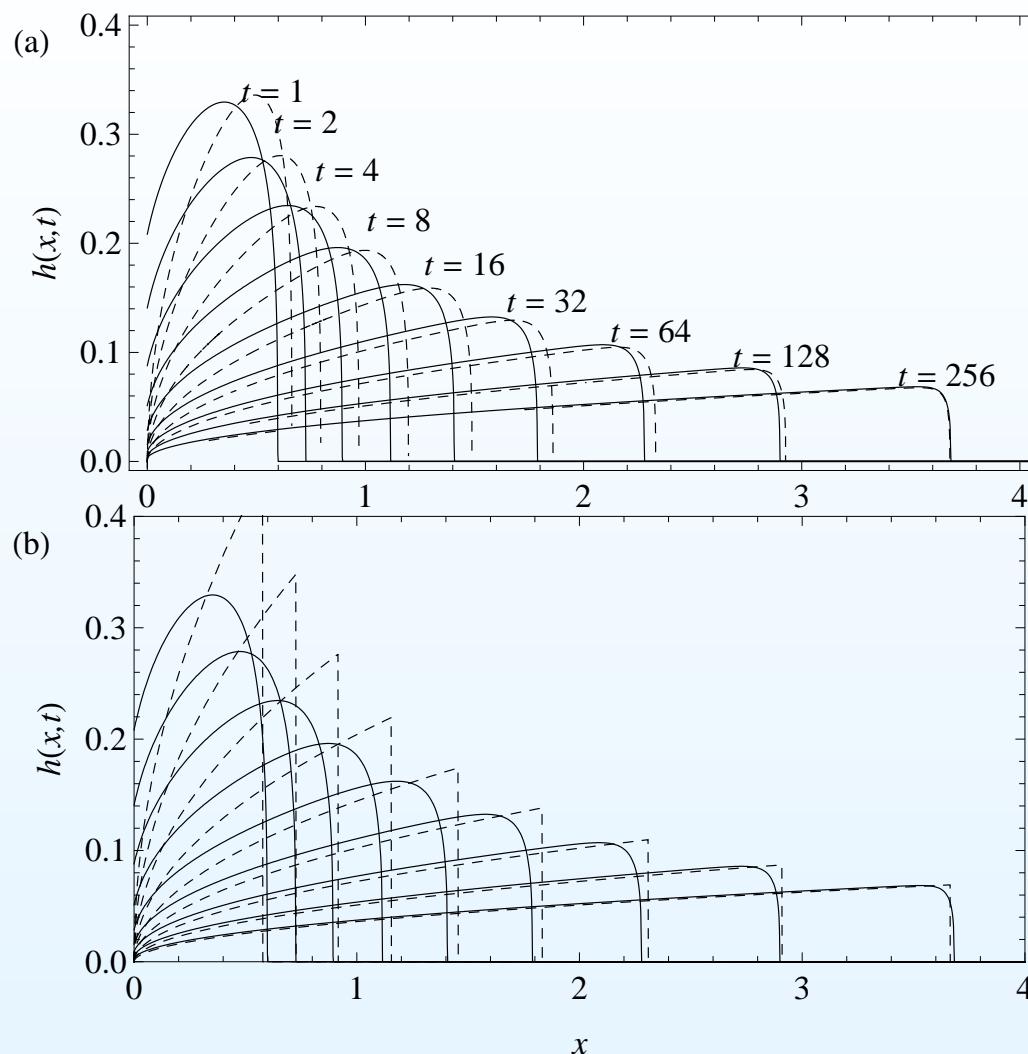 (a)
h(x,t)
0.4
0.3
0.2
0.1
0.0
t = 1
t = 2
t = 4
t = 8
t = 16
t = 32
t = 64
t = 128
t = 256
0 1 2 3 4
(b)
h(x,t)
0.4
0.3
0.2
0.1
0.0
0 1 2 3 4
x